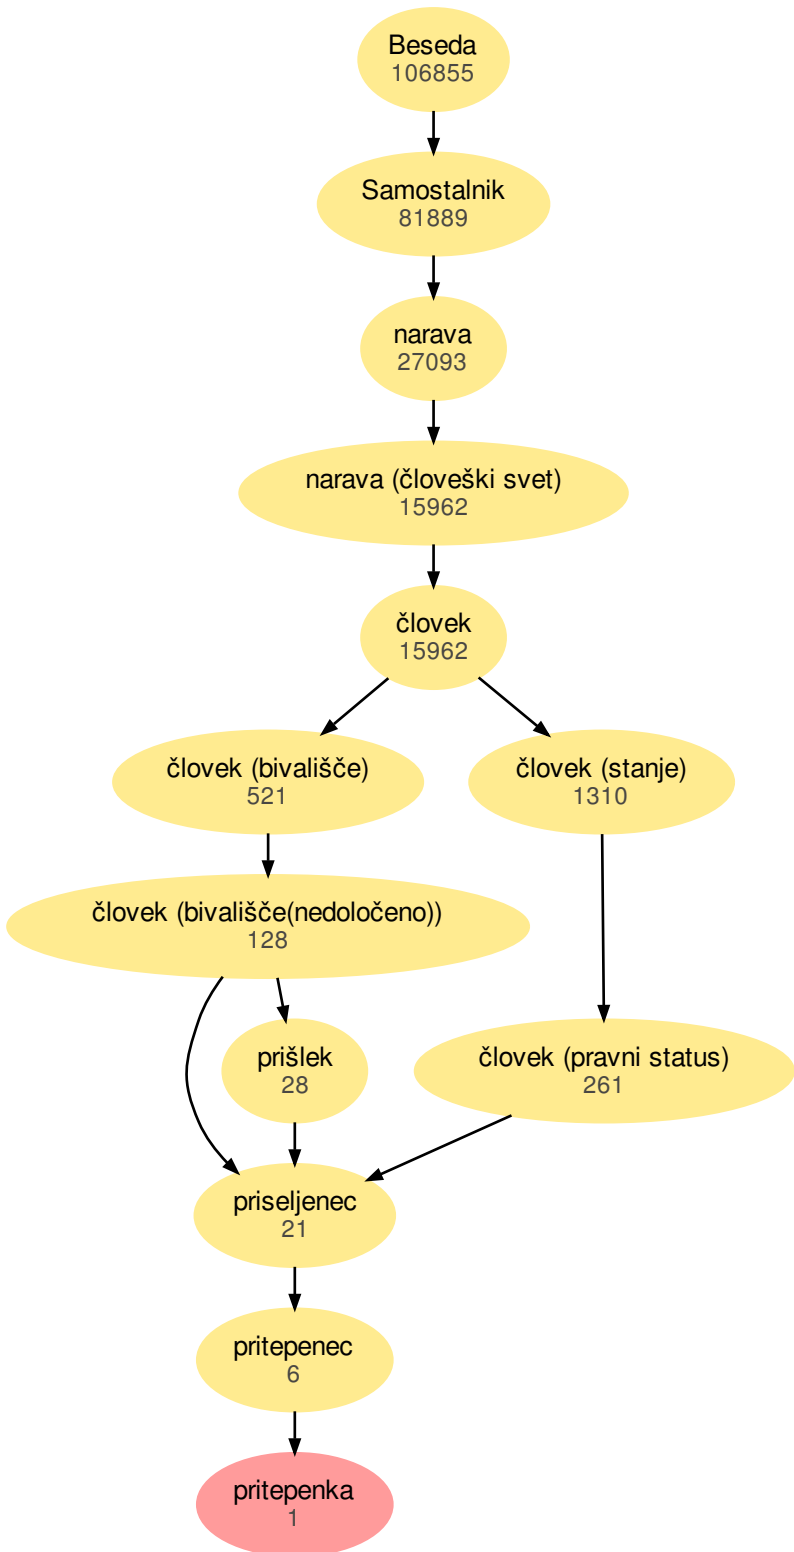 Beseda
106855
Samostalnik
81889
narava
27093
narava (človeški svet)
15962
človek
15962
človek (bivališče)
521
človek (stanje)
1310
človek (bivališče(nedoločeno))
128
prišlek
28
človek (pravni status)
261
priseljenec
21
pritepenec
6
pritepenka
1